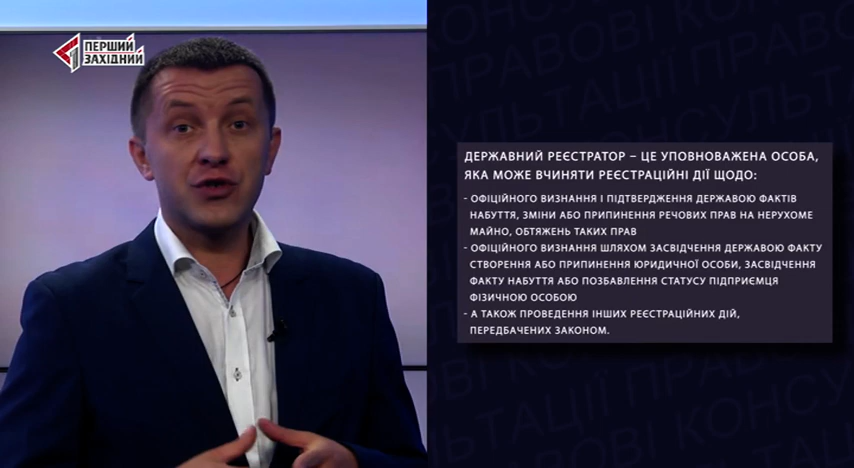 ПЕРШИЙ
ЗАХІДНИЙ
ДЕРЖАВНИЙ РЕЄСТРАТОР – ЦЕ УПОВНОВАЖЕНА ОСОБА,
ЯКА МОЖЕ ВЧИНЯТИ РЕЄСТРАЦІЙНІ ДІЇ ЩОДО:
- ОФІЦІЙНОГО ВИЗНАННЯ І ПІДТВЕРДЖЕННЯ ДЕРЖАВОЮ ФАКТІВ
НАБУТТЯ, ЗМІНИ АБО ПРИПИНЕННЯ РЕЧОВИХ ПРАВ НА НЕРУХОМЕ
МАЙНО, ОБТЯЖЕНЬ ТАКИХ ПРАВ
- ОФІЦІЙНОГО ВИЗНАННЯ ШЛЯХОМ ЗАСВІДЧЕННЯ ДЕРЖАВОЮ ФАКТУ
СТВОРЕННЯ АБО ПРИПИНЕННЯ ЮРИДИЧНОЇ ОСОБИ, ЗАСВІДЧЕННЯ
ФАКТУ НАБУТТЯ АБО ПОЗБАВЛЕННЯ СТАТУСУ ПІДПРИЄМЦЯ
ФІЗИЧНОЮ ОСОБОЮ
- А ТАКОЖ ПРОВЕДЕННЯ ІНШИХ РЕЄСТРАЦІЙНИХ ДІЙ,
ПЕРЕДБАЧЕНИХ ЗАКОНОМ.